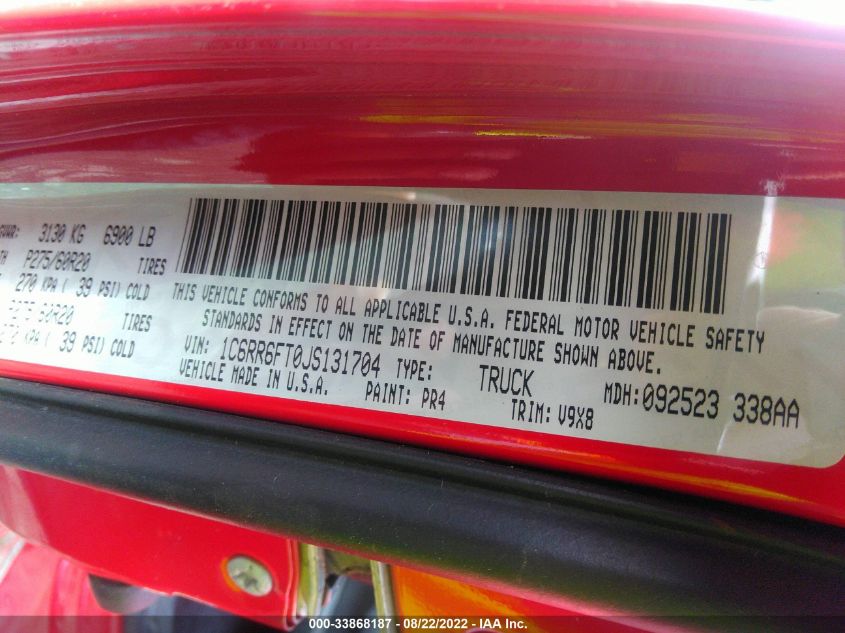 GVWR: 3130 KG 6900 LB
P275/60R20 TIRES
270 KPA ( 39 PSI) COLD
60R20 TIRES
KPA ( 39 PSI) COLD
THIS VEHICLE CONFORMS TO ALL APPLICABLE U.S.A. FEDERAL MOTOR VEHICLE SAFETY
STANDARDS IN EFFECT ON THE DATE OF MANUFACTURE SHOWN ABOVE.
VIN: 1C6RR6FT0JS131704 TYPE: TRUCK MDH:092523 338AA
VEHICLE MADE IN U.S.A. PAINT: PR4 TRIM: V9X8
000-33868187 - 08/22/2022 - IAA Inc.